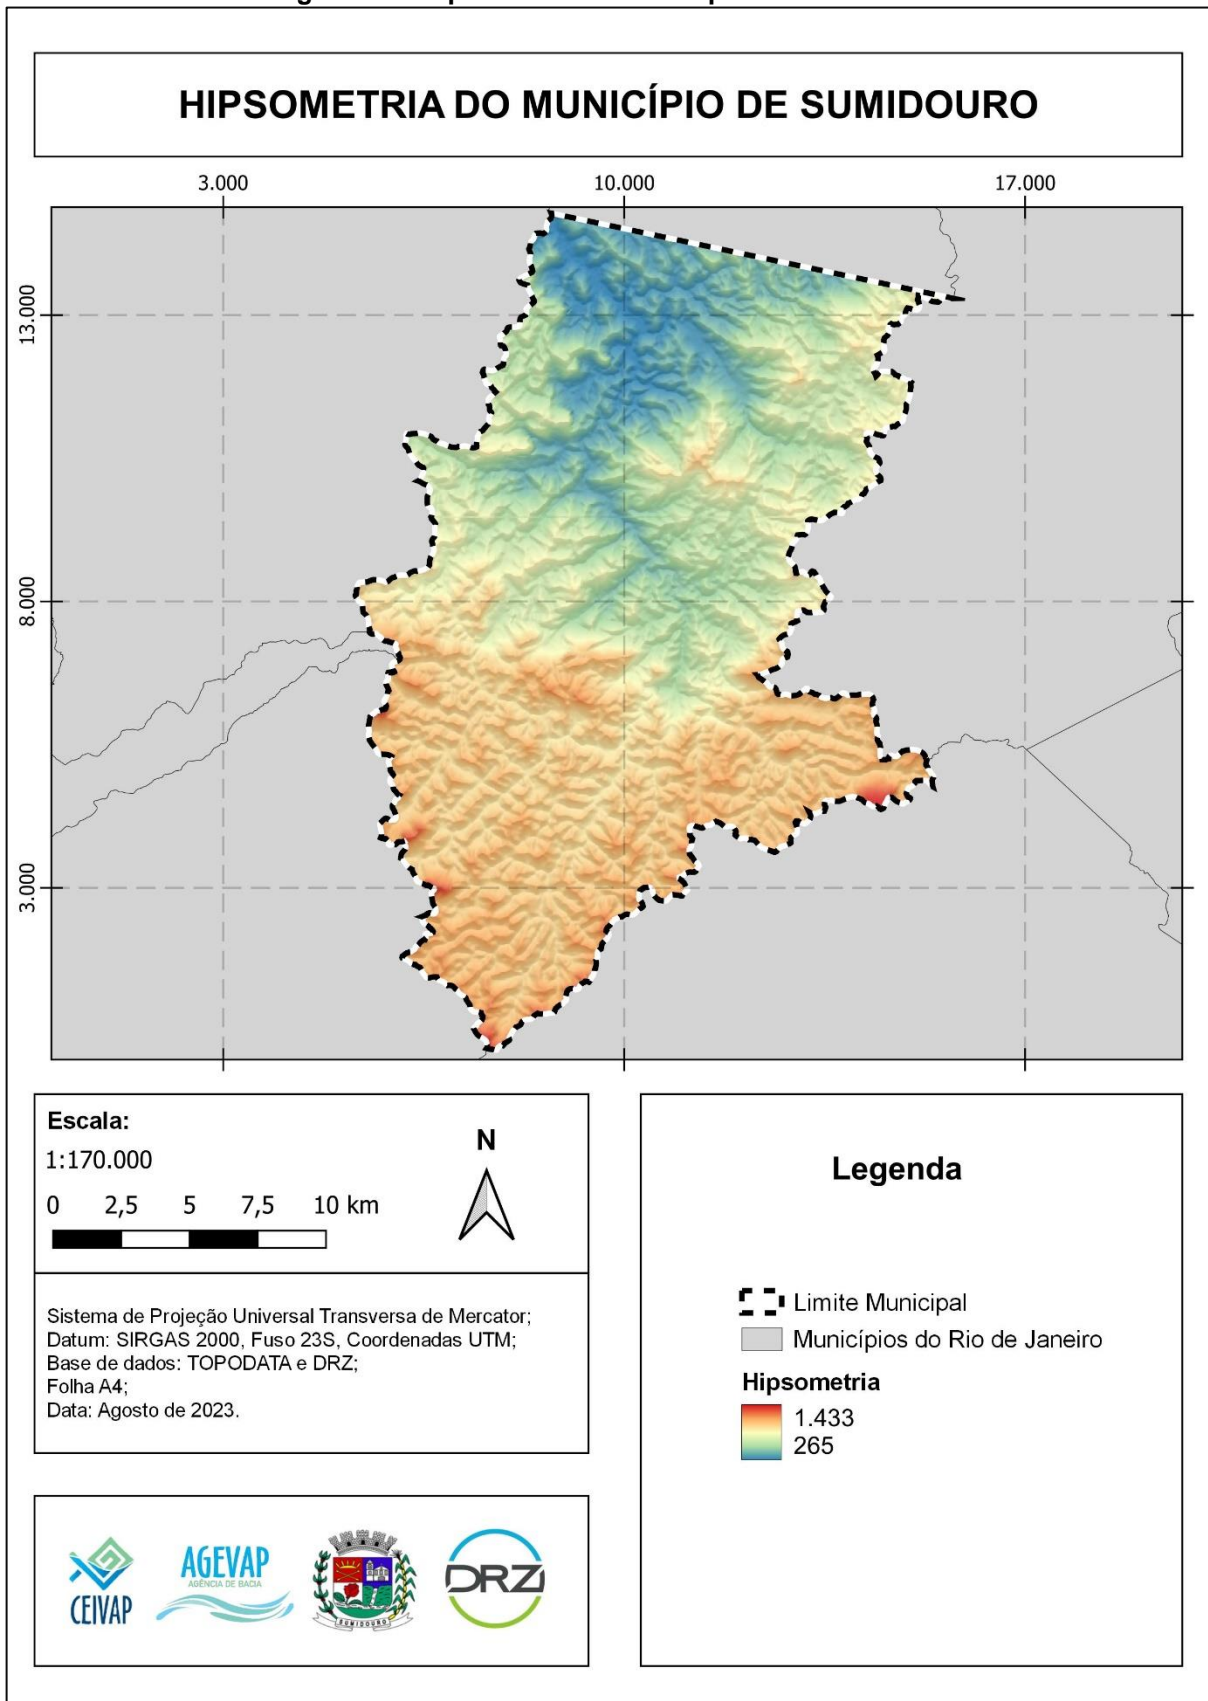 HIPSOMETRIA DO MUNICÍPIO DE SUMIDOURO
3.000
10.000
17.000
13.000
8.000
3.000
Escala:
1:170.000
0 2,5 5 7,5 10 km
N
Sistema de Projeção Universal Transversa de Mercator;
Datum: SIRGAS 2000, Fuso 23S, Coordenadas UTM;
Base de dados: TOPODATA e DRZ;
Folha A4;
Data: Agosto de 2023.
Legenda
Limite Municipal
Municípios do Rio de Janeiro
Hipsometria
1.433
265
CEIVAP
AGEVAP
AGÊNCIA DE BACIA
SUMIDOURO
DRZ